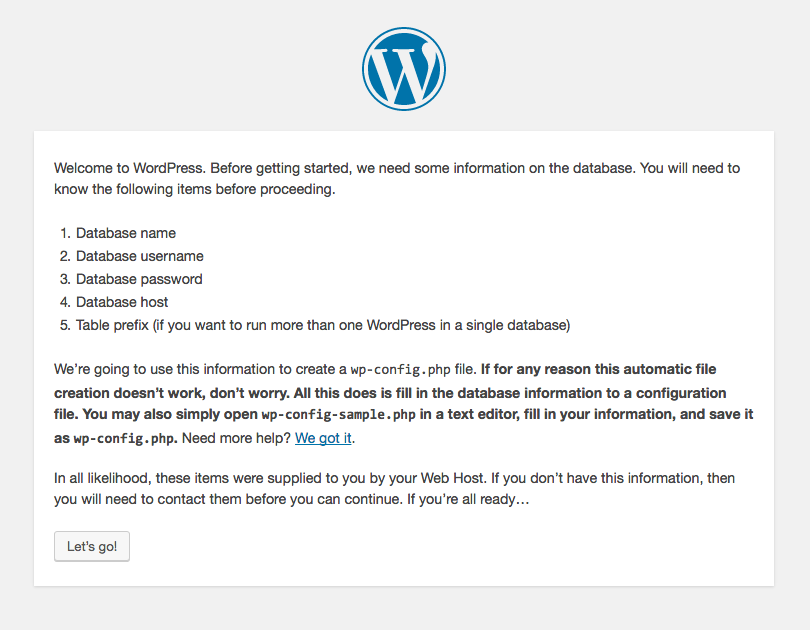 Welcome to WordPress. Before getting started, we need some information on the database. You will need to
know the following items before proceeding.
1. Database name
2. Database username
3. Database password
4. Database host
5. Table prefix (if you want to run more than one WordPress in a single database)
We’re going to use this information to create a wp-config.php file. If for any reason this automatic file
creation doesn’t work, don’t worry. All this does is fill in the database information to a configuration
file. You may also simply open wp-config-sample.php in a text editor, fill in your information, and save it
as wp-config.php. Need more help? We got it.
In all likelihood, these items were supplied to you by your Web Host. If you don’t have this information, then
you will need to contact them before you can continue. If you’re all ready…
Let’s go!